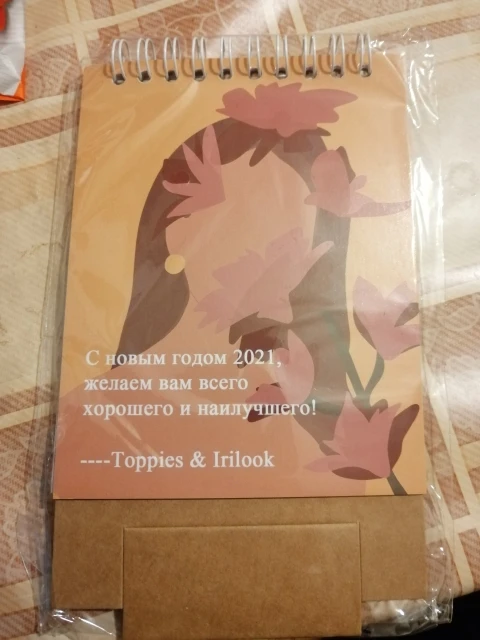 С новым годом 2021,
желаем вам всего
хорошего и наилучшего!
----Toppies & Irilook